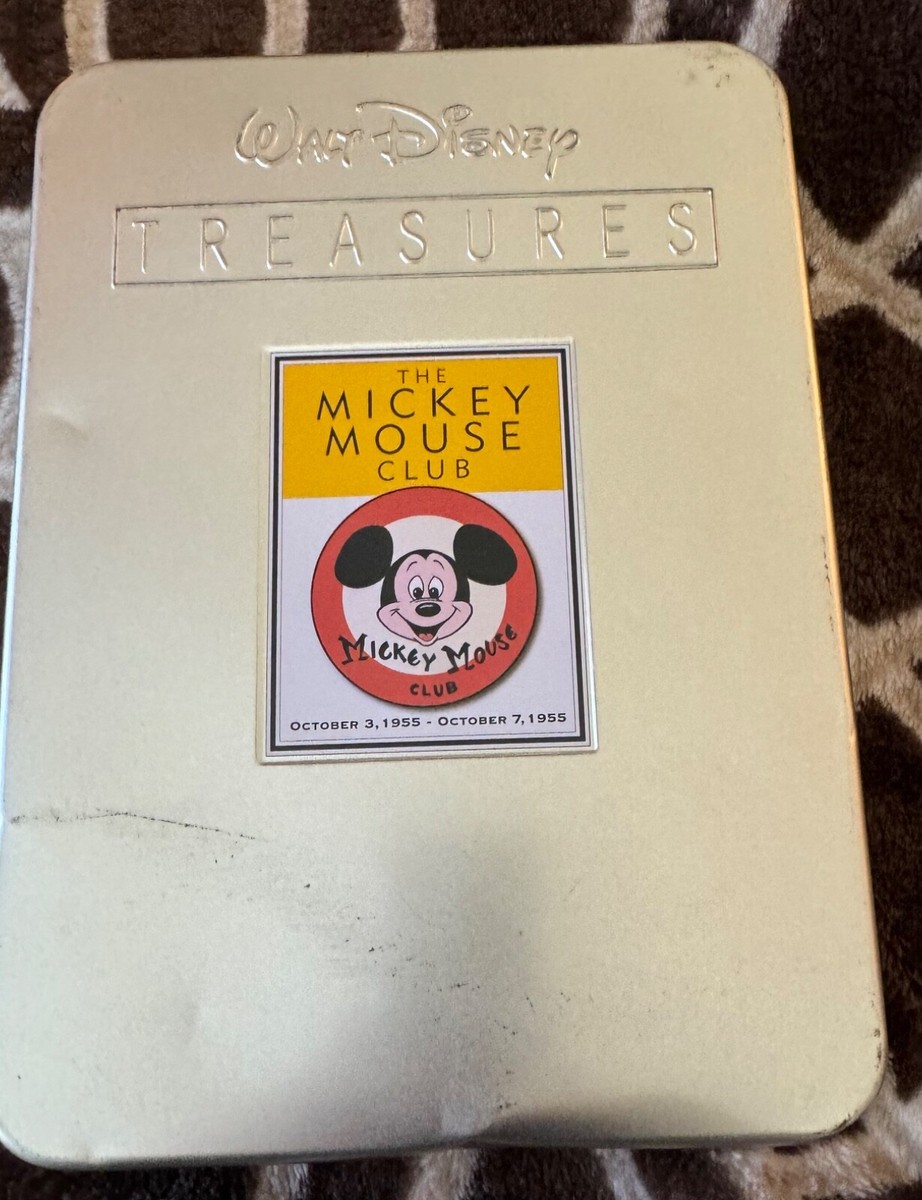 Walt Disney
TREASURES
THE
MICKEY
MOUSE
CLUB
MICKEY MOUSE
CLUB
OCTOBER 3, 1955 - OCTOBER 7, 1955